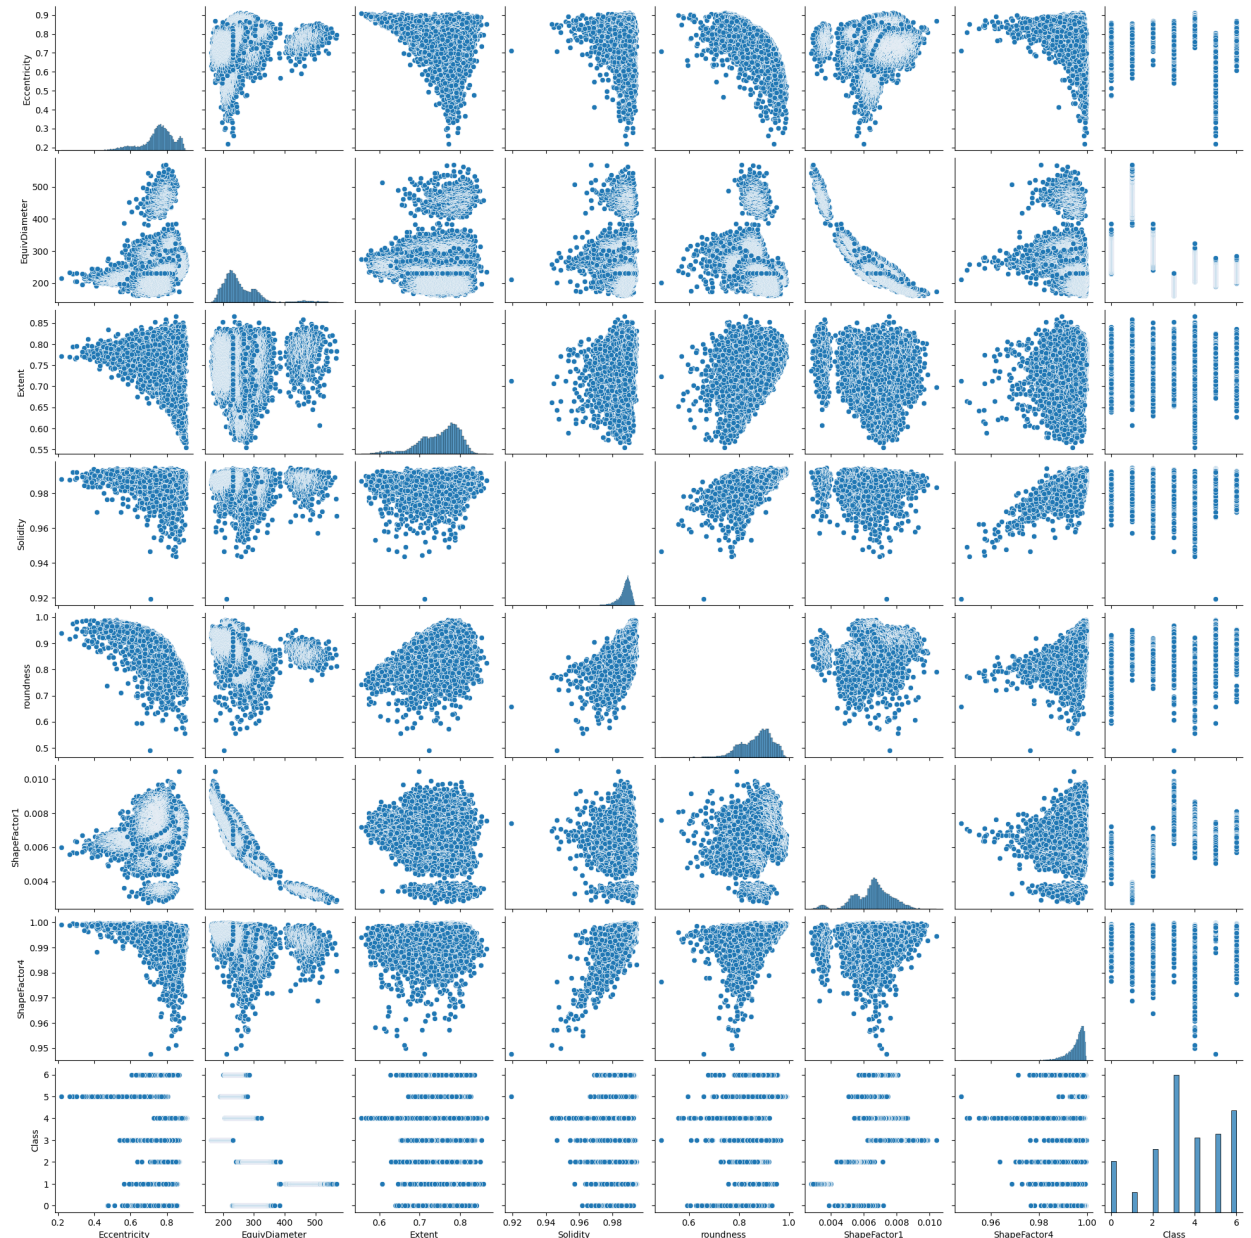 0.9
0.8
0.7
0.6
0.5
0.4
0.3
0.2
Eccentricity
500
400
300
200
EquivDiameter
0.85
0.80
0.75
0.70
0.65
0.60
0.55
Extent
0.98
0.96
0.94
0.92
Solidity
1.0
0.9
0.8
0.7
0.6
0.5
roundness
0.010
0.008
0.006
0.004
ShapeFactor1
1.00
0.99
0.98
0.97
0.96
0.95
ShapeFactor4
6
5
4
3
2
1
0
Class
0.2 0.4 0.6 0.8
Eccentricity
200 300 400 500
EquivDiameter
0.6 0.7 0.8
Extent
0.92 0.94 0.96 0.98
Solidity
0.6 0.8 1.0
roundness
0.004 0.006 0.008 0.010
ShapeFactor1
0.96 0.98 1.00
ShapeFactor4
0 2 4 6
Class